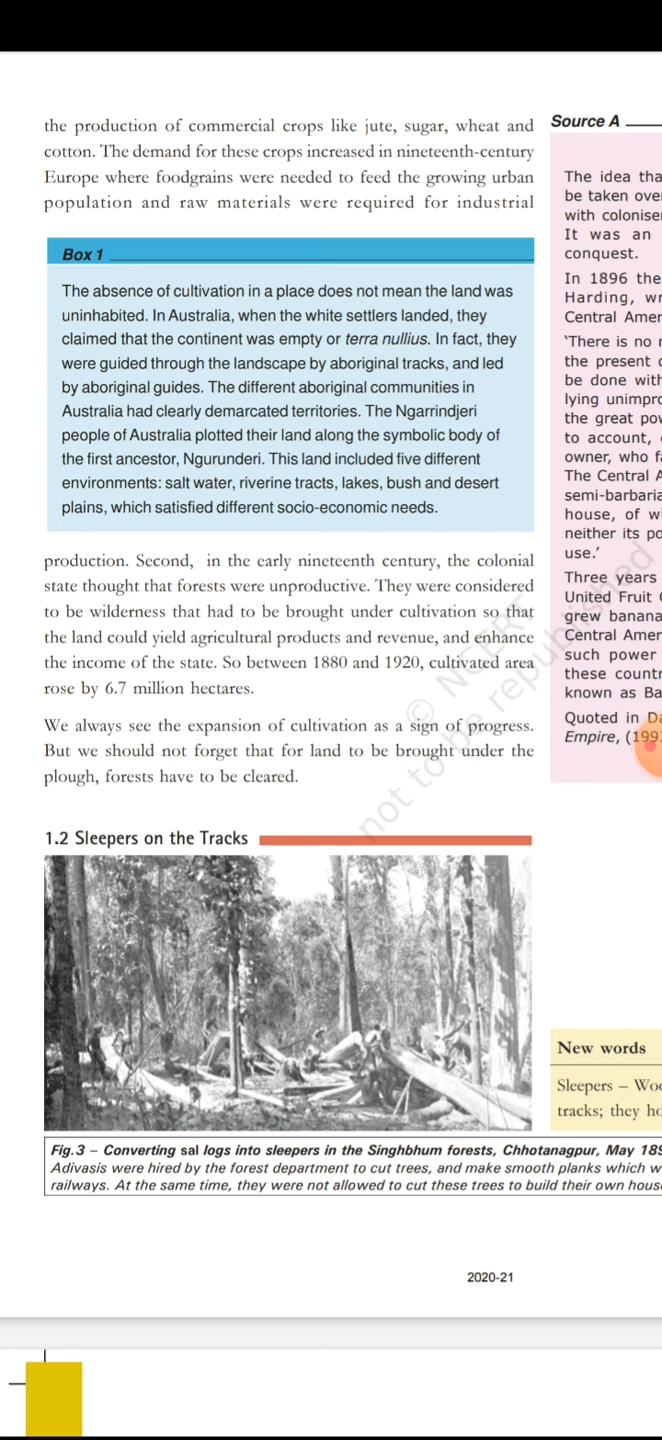 the production of commercial crops like jute, sugar, wheat and
cotton. The demand for these crops increased in nineteenth-century
Europe where foodgrains were needed to feed the growing urban
population and raw materials were required for industrial
Box 1
The absence of cultivation in a place does not mean the land was
uninhabited. In Australia, when the white settlers landed, they
claimed that the continent was empty or terra nullius. In fact, they
were guided through the landscape by aboriginal tracks, and led
by aboriginal guides. The different aboriginal communities in
Australia had clearly demarcated territories. The Ngarrindjeri
people of Australia plotted their land along the symbolic body of
the first ancestor, Ngurunderi. This land included five different
environments: salt water, riverine tracts, lakes, bush and desert
plains, which satisfied different socio-economic needs.
production. Second, in the early nineteenth century, the colonial
state thought that forests were unproductive. They were considered
to be wilderness that had to be brought under cultivation so that
the land could yield agricultural products and revenue, and enhance
the income of the state. So between 1880 and 1920, cultivated area
rose by 6.7 million hectares.
We always see the expansion of cultivation as a sign of progress.
But we should not forget that for land to be brought under the
plough, forests have to be cleared.
1.2 Sleepers on the Tracks
Fig.3 – Converting sal logs into sleepers in the Singhbhum forests, Chhotanagpur, May 189
Adivasis were hired by the forest department to cut trees, and make smooth planks which w
railways. At the same time, they were not allowed to cut these trees to build their own hous
Source A
The idea tha
be taken ove
with colonise
It was an
conquest.
In 1896 the
Harding, wr
Central Amer
'There is no
the present
be done with
lying unimpro
the great pow
to account,
owner, who fa
The Central A
semi-barbaria
house, of w
neither its po
use.'
Three years
United Fruit
grew banana
Central Amer
such power
these countr
known as Ba
Quoted in Da
Empire, (199
New words
Sleepers – Woo
tracks; they ho
© NCERT
not to be republished
2020-21